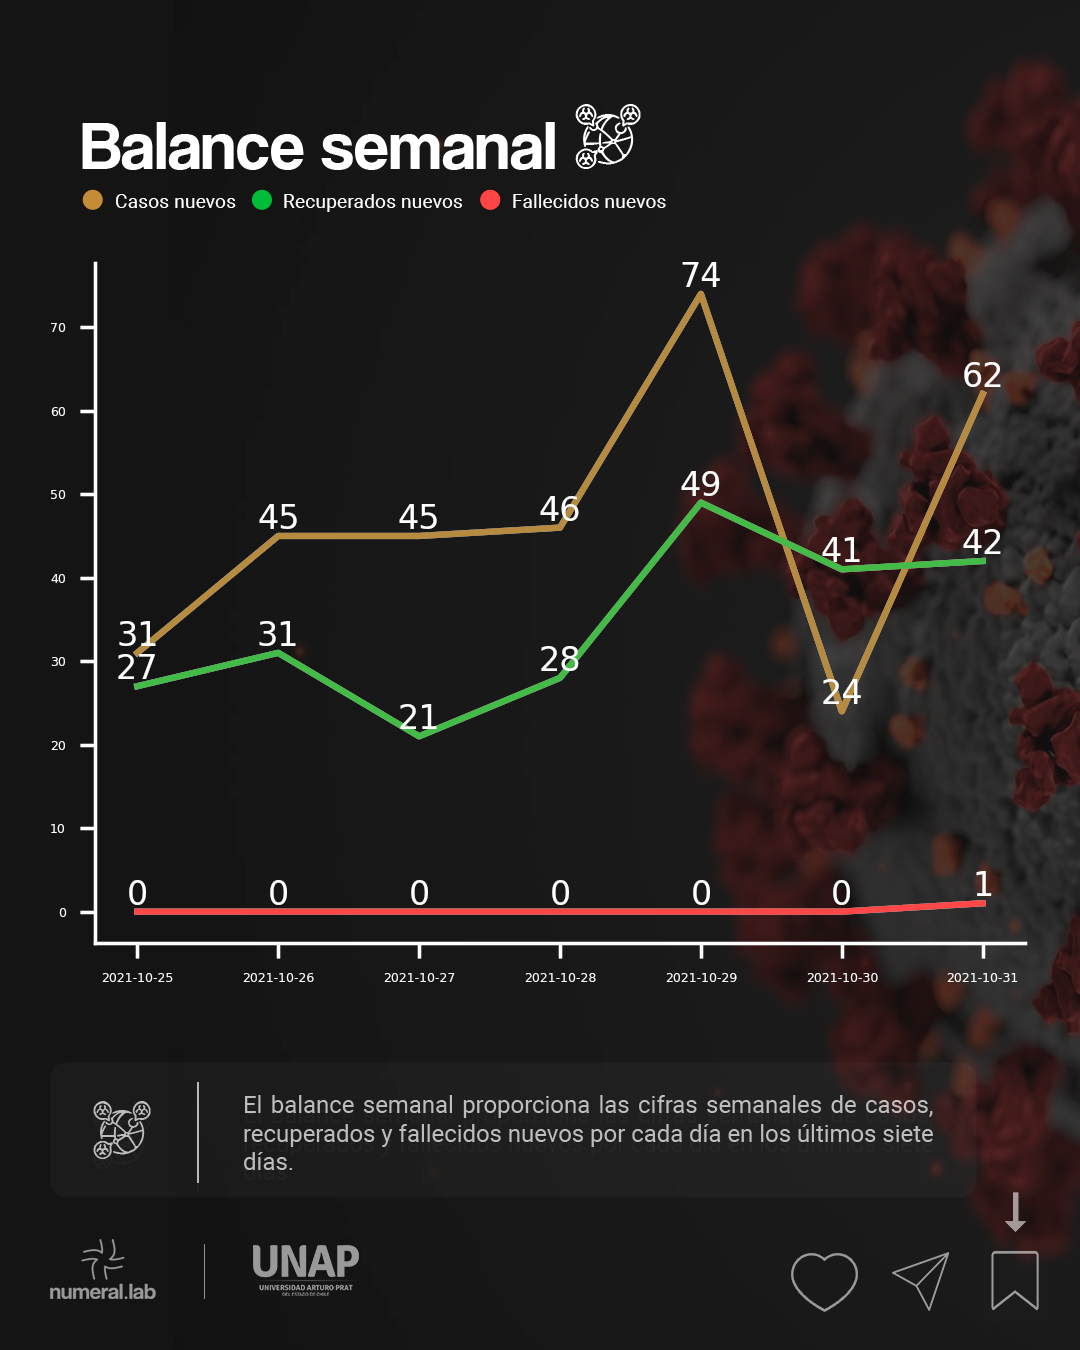 Balance semanal
Casos nuevos Recuperados nuevos Fallecidos nuevos
74
70
62
60
50
49
45 45 46
41 42
40
31 31
27
30
28
24
21
20
10
0 0 0 0 0 0 1
0
2021-10-25 2021-10-26 2021-10-27 2021-10-28 2021-10-29 2021-10-30 2021-10-31
El balance semanal proporciona las cifras semanales de casos,
recuperados y fallecidos nuevos por cada día en los últimos siete
días.
numeral.lab
UNAP
UNIVERSIDAD ARTURO PRAT
DEL ESTADO DE CHILE